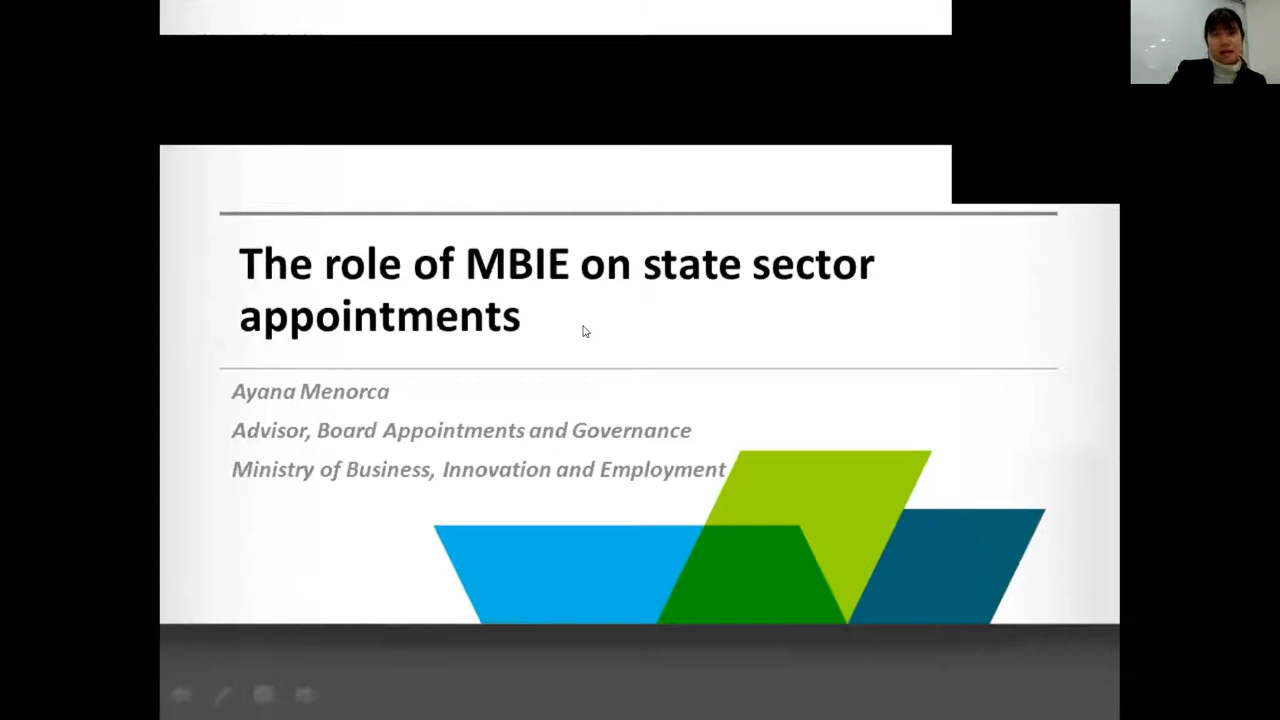 The role of MBIE on state sector
appointments
Ayana Menorca
Advisor, Board Appointments and Governance
Ministry of Business, Innovation and Employment